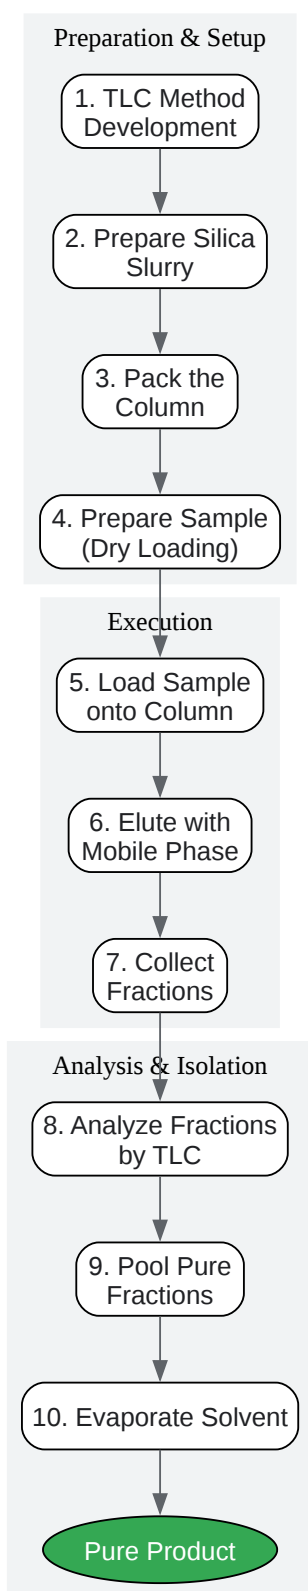 Preparation & Setup
1. TLC Method
Development
2. Prepare Silica
Slurry
3. Pack the
Column
4. Prepare Sample
(Dry Loading)
Execution
5. Load Sample
onto Column
6. Elute with
Mobile Phase
7. Collect
Fractions
Analysis & Isolation
8. Analyze Fractions
by TLC
9. Pool Pure
Fractions
10. Evaporate Solvent
Pure Product